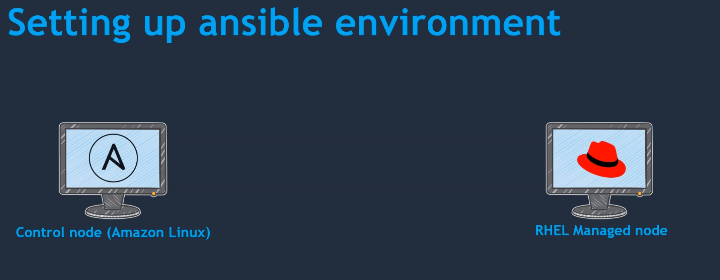 Setting up ansible environment
Control node (Amazon Linux)
RHEL Managed node